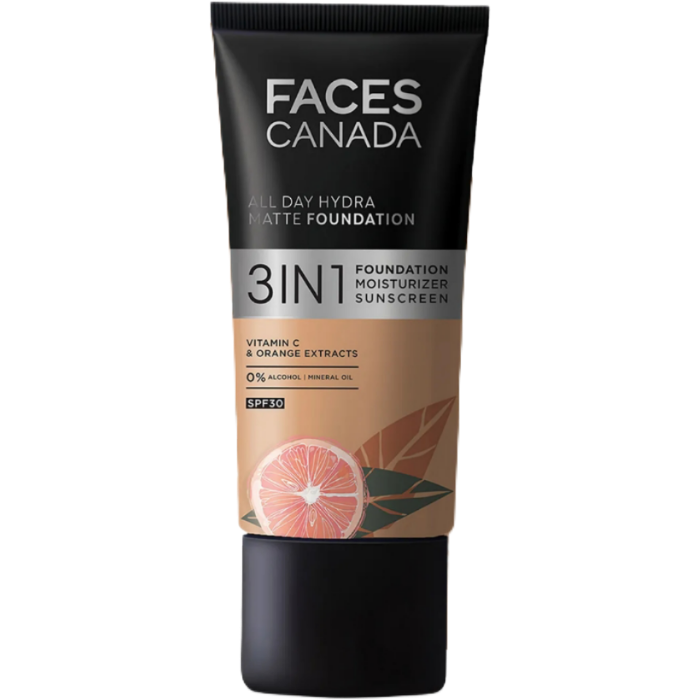 FACES
CANADA
ALL DAY HYDRA
MATTE FOUNDATION
3IN1
FOUNDATION
MOISTURIZER
SUNSCREEN
VITAMIN C
& ORANGE EXTRACTS
0% ALCOHOL | MINERAL OIL
SPF30